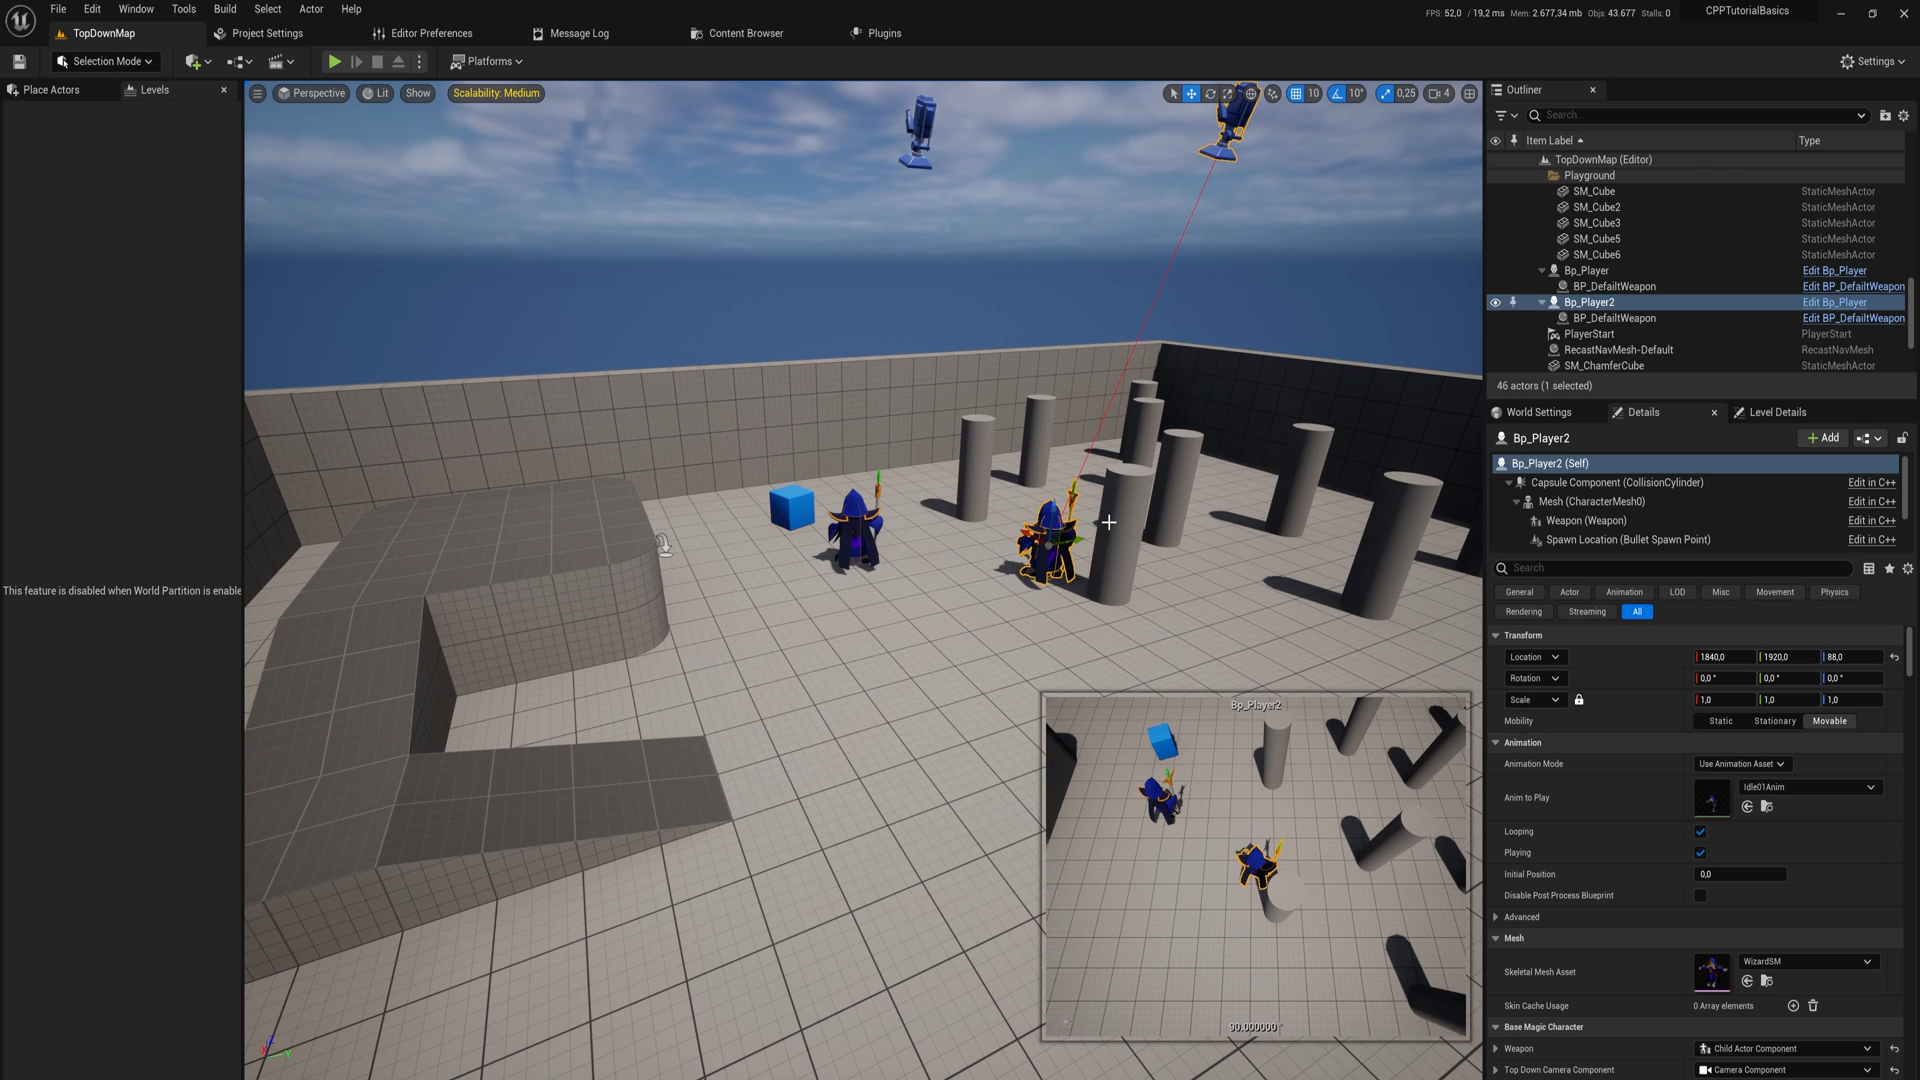 File Edit Window Tools Build Select Actor Help
FPS: 52,0 / 19,2 ms Mem: 2.677,34 mb Objs: 43.677 Stalls: 0
CPPTutorialBasics
TopDownMap
Project Settings
Editor Preferences
Message Log
Content Browser
Plugins
Selection Mode
Platforms
Settings
Place Actors
Levels
This feature is disabled when World Partition is enable
Perspective
Lit
Show
Scalability: Medium
10
10°
0,25
4
Bp_Player2
90.000000 °
Outliner
Search...
Item Label Type
TopDownMap (Editor)
Playground
SM_Cube StaticMeshActor
SM_Cube2 StaticMeshActor
SM_Cube3 StaticMeshActor
SM_Cube5 StaticMeshActor
SM_Cube6 StaticMeshActor
Bp_Player Edit Bp_Player
BP_DefailtWeapon Edit BP_DefailtWeapon
Bp_Player2 Edit Bp_Player
BP_DefailtWeapon Edit BP_DefailtWeapon
PlayerStart PlayerStart
RecastNavMesh-Default RecastNavMesh
SM_ChamferCube StaticMeshActor
46 actors (1 selected)
World Settings
Details
Level Details
Bp_Player2
Add
Bp_Player2 (Self)
Capsule Component (CollisionCylinder) Edit in C++
Mesh (CharacterMesh0) Edit in C++
Weapon (Weapon) Edit in C++
Spawn Location (Bullet Spawn Point) Edit in C++
Search
General Actor Animation LOD Misc Movement Physics
Rendering Streaming All
Transform
Location 1840,0 1920,0 88,0
Rotation 0,0 ° 0,0 ° 0,0 °
Scale 1,0 1,0 1,0
Mobility Static Stationary Movable
Animation
Animation Mode Use Animation Asset
Anim to Play Idle01Anim
Looping
Playing
Initial Position 0,0
Disable Post Process Blueprint
Advanced
Mesh
Skeletal Mesh Asset WizardSM
Skin Cache Usage 0 Array elements
Base Magic Character
Weapon Child Actor Component
Top Down Camera Component Camera Component